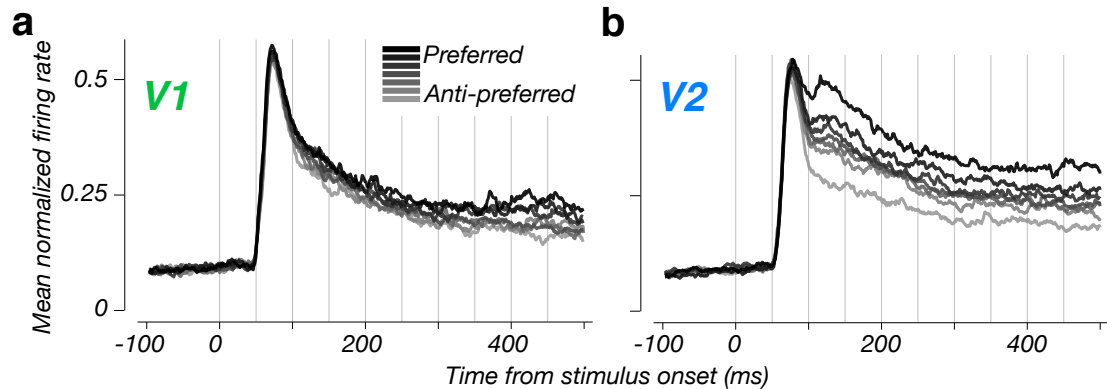 a
b
Mean normalized firing rate
0.5
0.25
0
V1
Preferred
Anti-preferred
V2
-100 0 200 400
-100 0 200 400
Time from stimulus onset (ms)